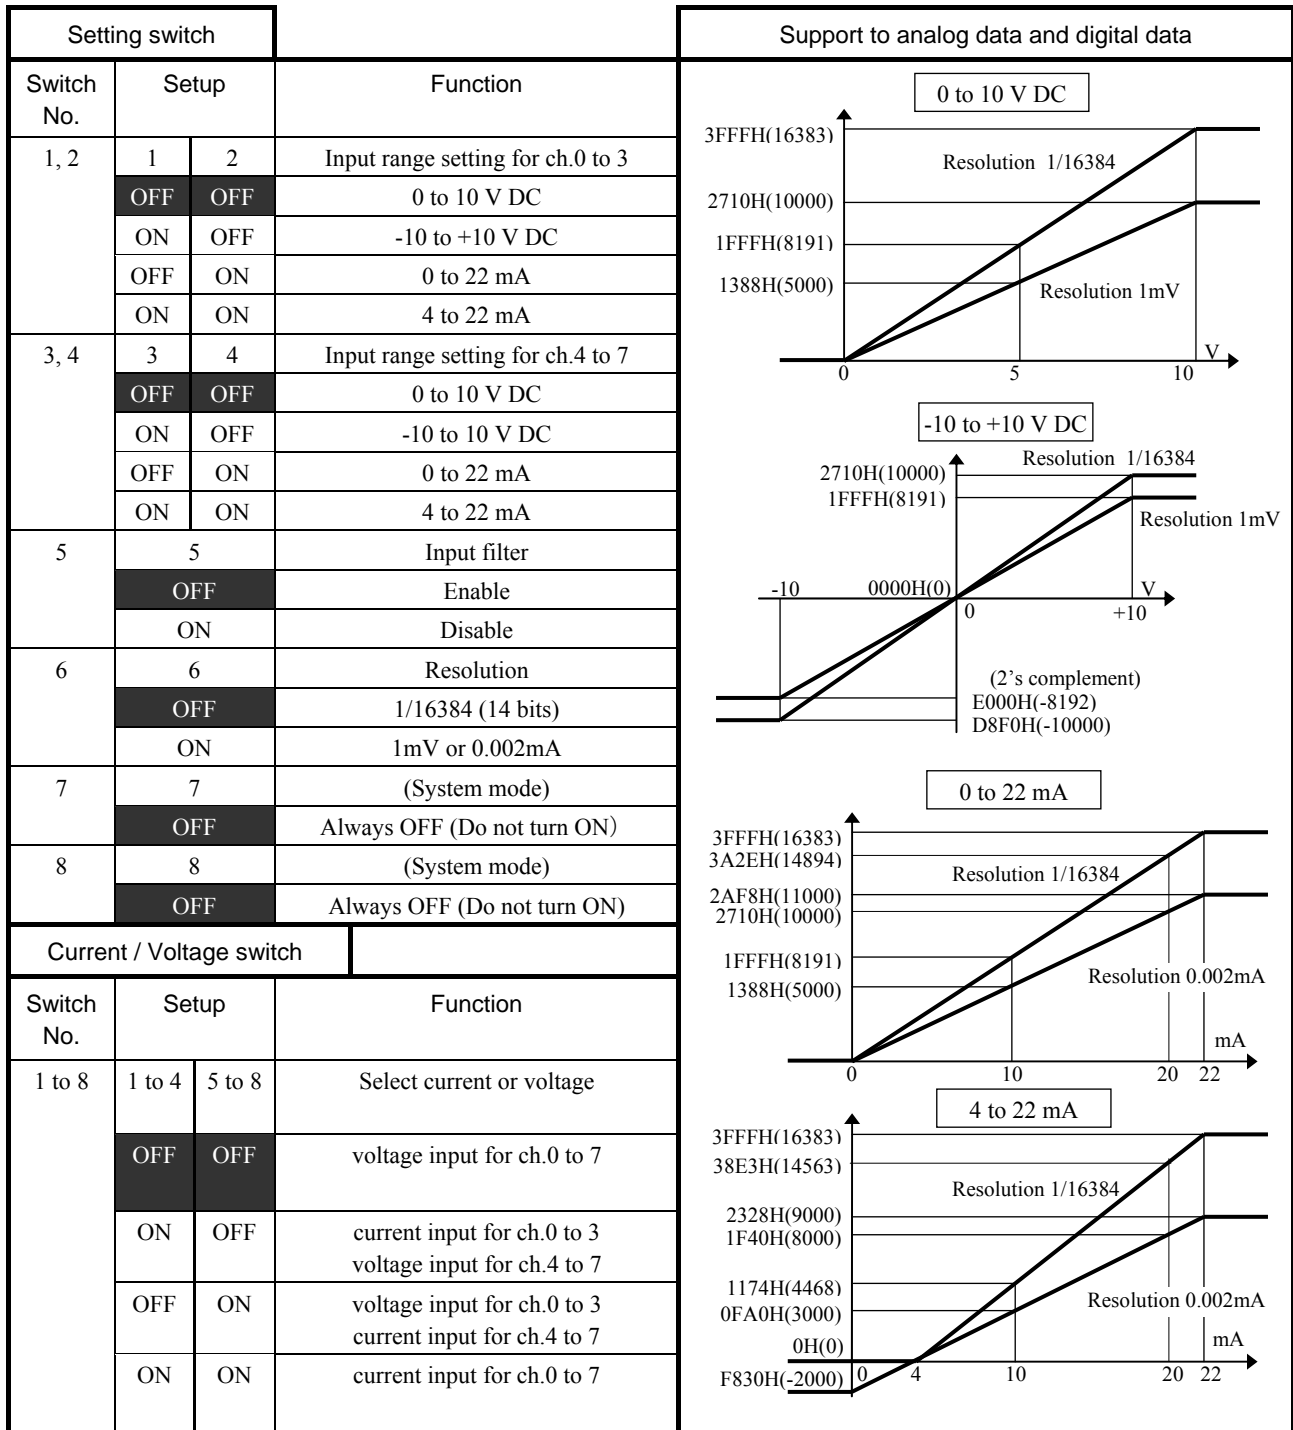 Setting switch
Switch No. Setup Function
1, 2 1 2 Input range setting for ch.0 to 3
OFF OFF 0 to 10 V DC
ON OFF -10 to +10 V DC
OFF ON 0 to 22 mA
ON ON 4 to 22 mA
3, 4 3 4 Input range setting for ch.4 to 7
OFF OFF 0 to 10 V DC
ON OFF -10 to 10 V DC
OFF ON 0 to 22 mA
ON ON 4 to 22 mA
5 5 Input filter
OFF Enable
ON Disable
6 6 Resolution
OFF 1/16384 (14 bits)
ON 1mV or 0.002mA
7 7 (System mode)
OFF Always OFF (Do not turn ON）
8 8 (System mode)
OFF Always OFF (Do not turn ON)
Current / Voltage switch
Switch No. Setup Function
1 to 8 1 to 4 5 to 8 Select current or voltage
OFF OFF voltage input for ch.0 to 7
ON OFF current input for ch.0 to 3
voltage input for ch.4 to 7
OFF ON voltage input for ch.0 to 3
current input for ch.4 to 7
ON ON current input for ch.0 to 7
Support to analog data and digital data
0 to 10 V DC
3FFFH(16383)
Resolution 1/16384
2710H(10000)
1FFFH(8191)
1388H(5000)
Resolution 1mV
V
0 5 10
-10 to +10 V DC
Resolution 1/16384
2710H(10000)
1FFFH(8191)
Resolution 1mV
-10 0000H(0) V
0 +10
(2's complement)
E000H(-8192)
D8F0H(-10000)
0 to 22 mA
3FFFH(16383)
3A2EH(14894)
Resolution 1/16384
2AF8H(11000)
2710H(10000)
1FFFH(8191)
Resolution 0.002mA
1388H(5000)
mA
0 10 20 22
4 to 22 mA
3FFFH(16383)
38E3H(14563)
Resolution 1/16384
2328H(9000)
1F40H(8000)
1174H(4468)
Resolution 0.002mA
0FA0H(3000)
0H(0) mA
F830H(-2000) 0 4 10 20 22